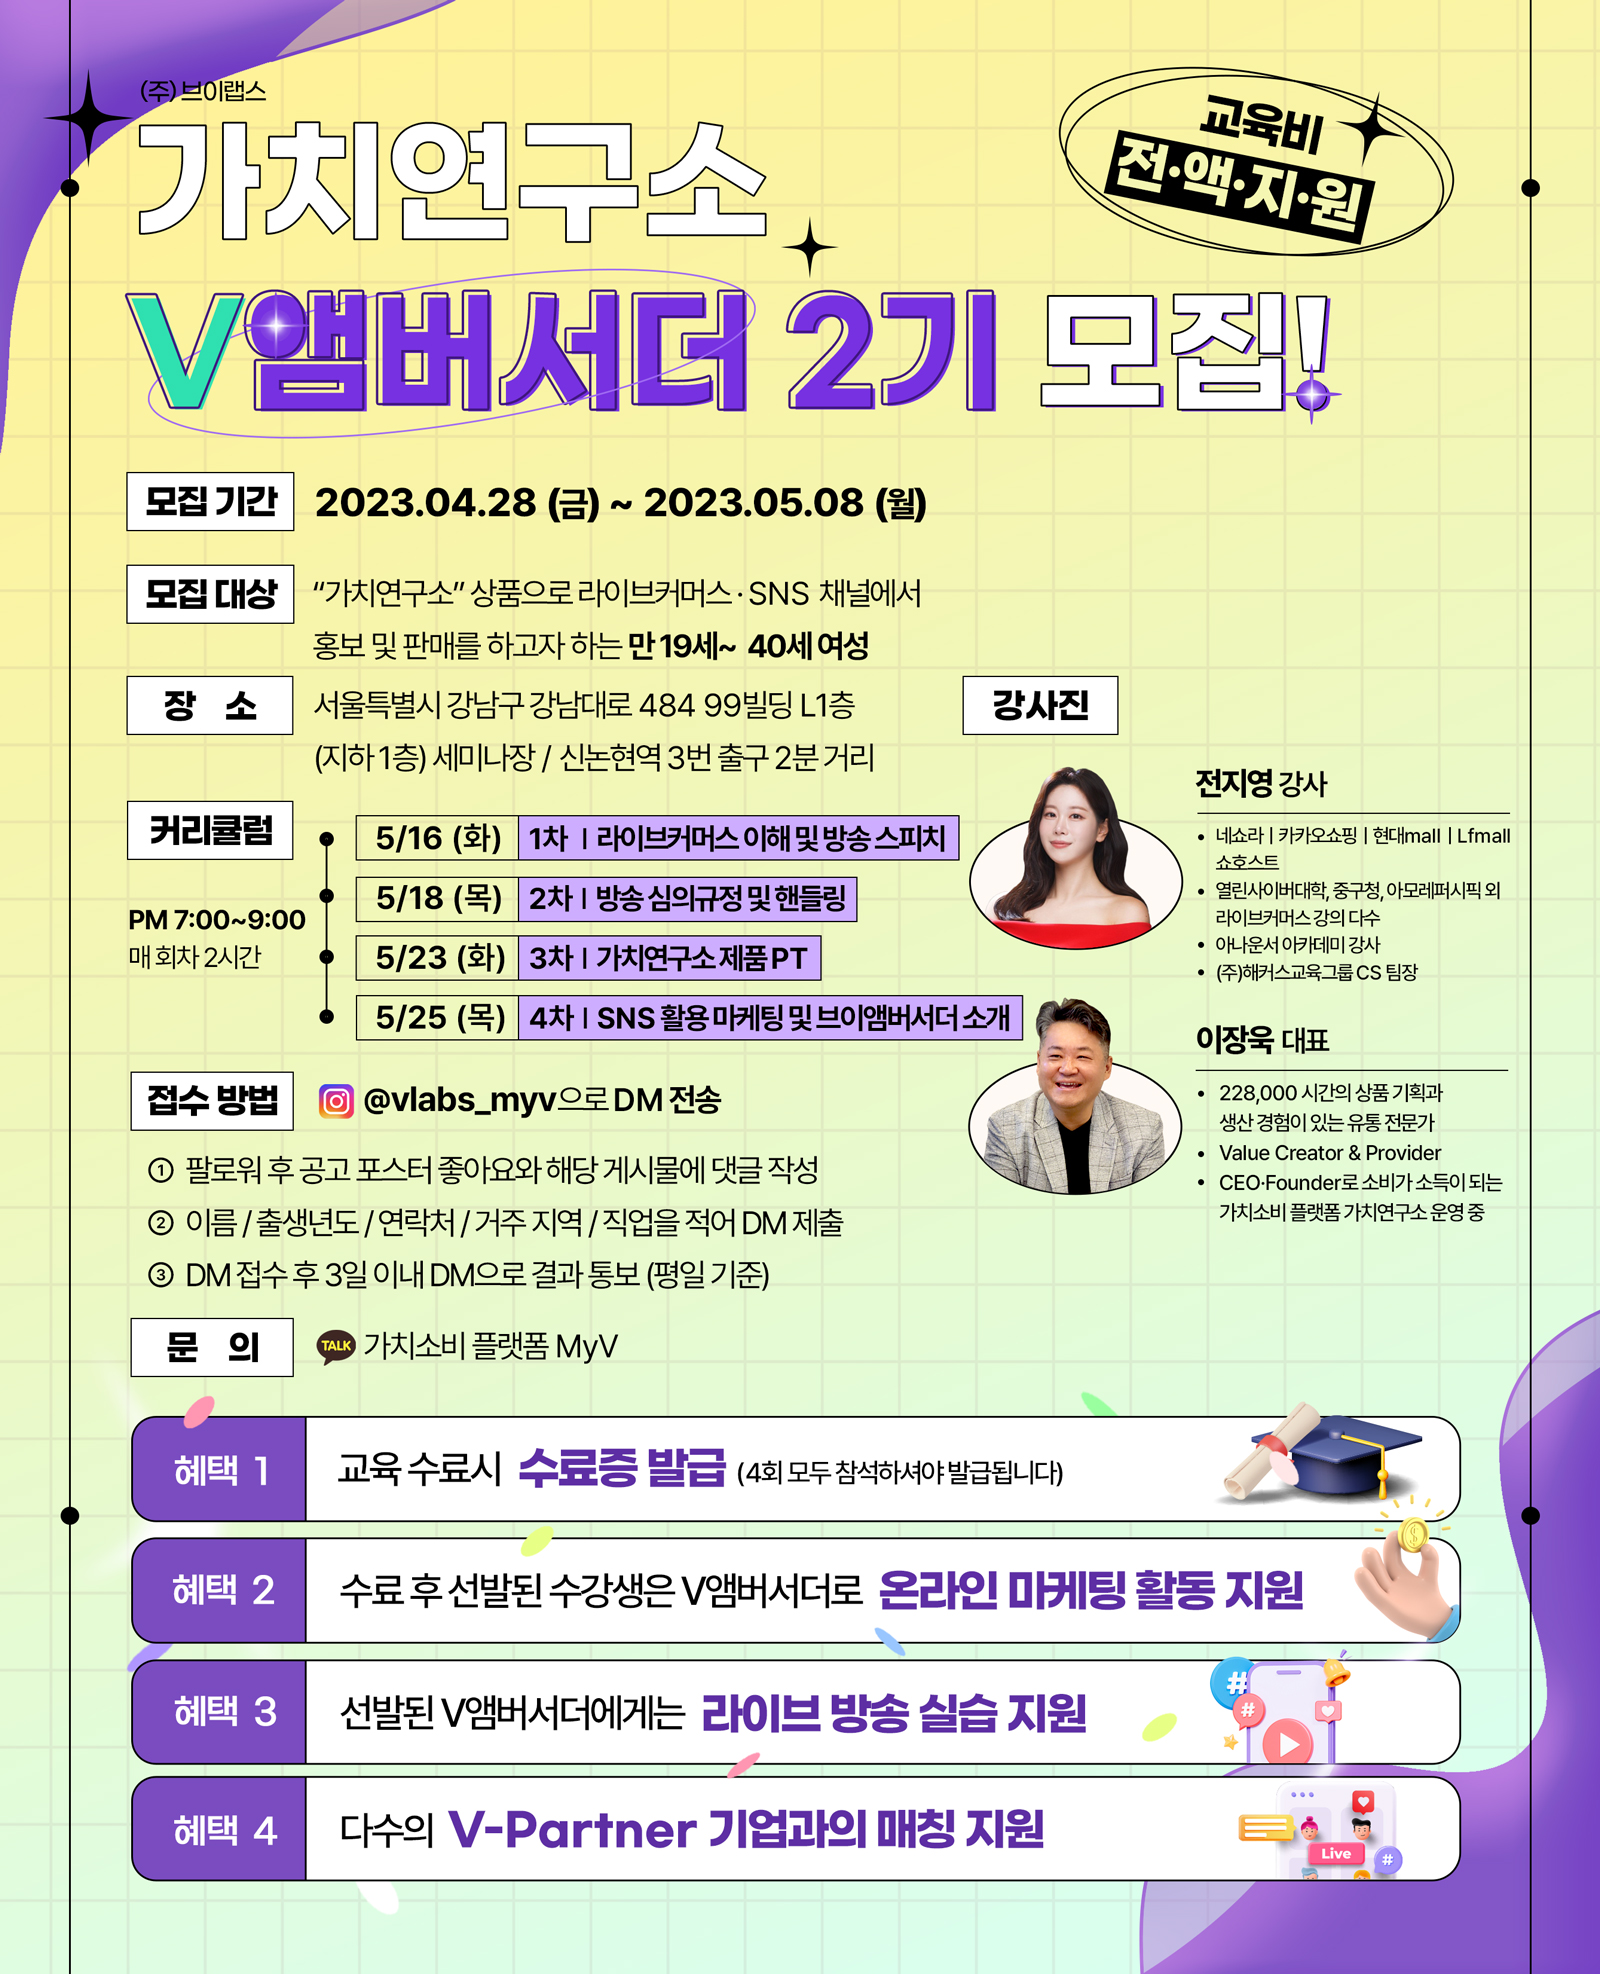 (주) 브이랩스
가치연구소
교육비
전·액·지·원
V앰버서더 2기 모집!
모집 기간
2023.04.28 (금) ~ 2023.05.08 (월)
모집 대상
“가치연구소” 상품으로 라이브커머스 · SNS 채널에서
홍보 및 판매를 하고자 하는 만 19세~ 40세 여성
장 소
서울특별시 강남구 강남대로 484 99빌딩 L1층
(지하 1층) 세미나장 / 신논현역 3번 출구 2분 거리
커리큘럼
PM 7:00~9:00
매 회차 2시간
5/16 (화) 1차 ㅣ 라이브커머스 이해 및 방송 스피치
5/18 (목) 2차 ㅣ 방송 심의규정 및 핸들링
5/23 (화) 3차 ㅣ 가치연구소 제품 PT
5/25 (목) 4차 ㅣ SNS 활용 마케팅 및 브이앰버서더 소개
강사진
전지영 강사
• 네쇼라 | 카카오쇼핑 | 현대mall | Lfmall
쇼호스트
• 열린사이버대학, 중구청, 아모레퍼시픽 외
라이브커머스 강의 다수
• 아나운서 아카데미 강사
• (주)해커스교육그룹 CS 팀장
이장욱 대표
• 228,000 시간의 상품 기획과
생산 경험이 있는 유통 전문가
• Value Creator & Provider
• CEO·Founder로 소비가 소득이 되는
가치소비 플랫폼 가치연구소 운영 중
접수 방법
@vlabs_myv으로 DM 전송
① 팔로워 후 공고 포스터 좋아요와 해당 게시물에 댓글 작성
② 이름 / 출생년도 / 연락처 / 거주 지역 / 직업을 적어 DM 제출
③ DM 접수 후 3일 이내 DM으로 결과 통보 (평일 기준)
문 의
TALK 가치소비 플랫폼 MyV
혜택 1
교육 수료시 수료증 발급 (4회 모두 참석하셔야 발급됩니다)
혜택 2
수료 후 선발된 수강생은 V앰버서더로 온라인 마케팅 활동 지원
혜택 3
선발된 V앰버서더에게는 라이브 방송 실습 지원
#
#
혜택 4
다수의 V-Partner 기업과의 매칭 지원
Live
#